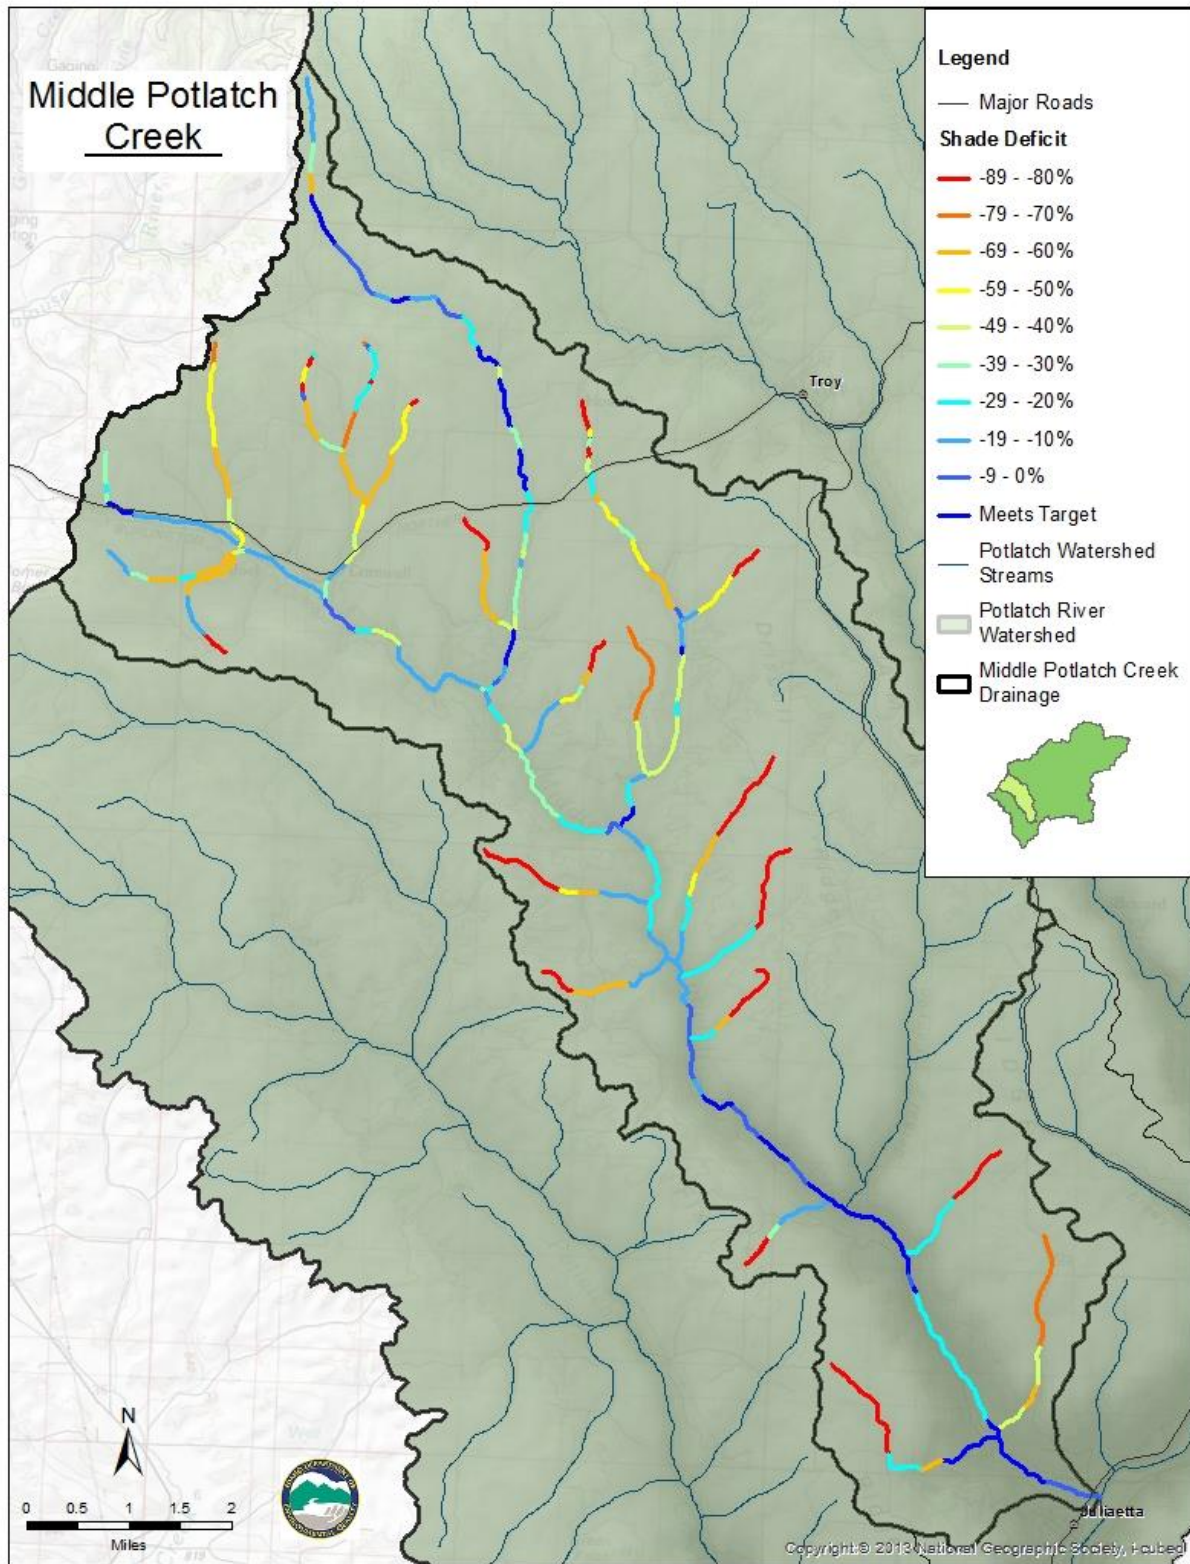 Middle Potlatch
Creek
Legend
Major Roads
Shade Deficit
-89 - -80%
-79 - -70%
-69 - -60%
-59 - -50%
-49 - -40%
-39 - -30%
-29 - -20%
-19 - -10%
-9 - 0%
Meets Target
Potlatch Watershed
Streams
Potlatch River
Watershed
Middle Potlatch Creek
Drainage
Troy
N
0 0.5 1 1.5 2
Miles
Juliaetta
Copyright:© 2013 National Geographic Society, i-cubed